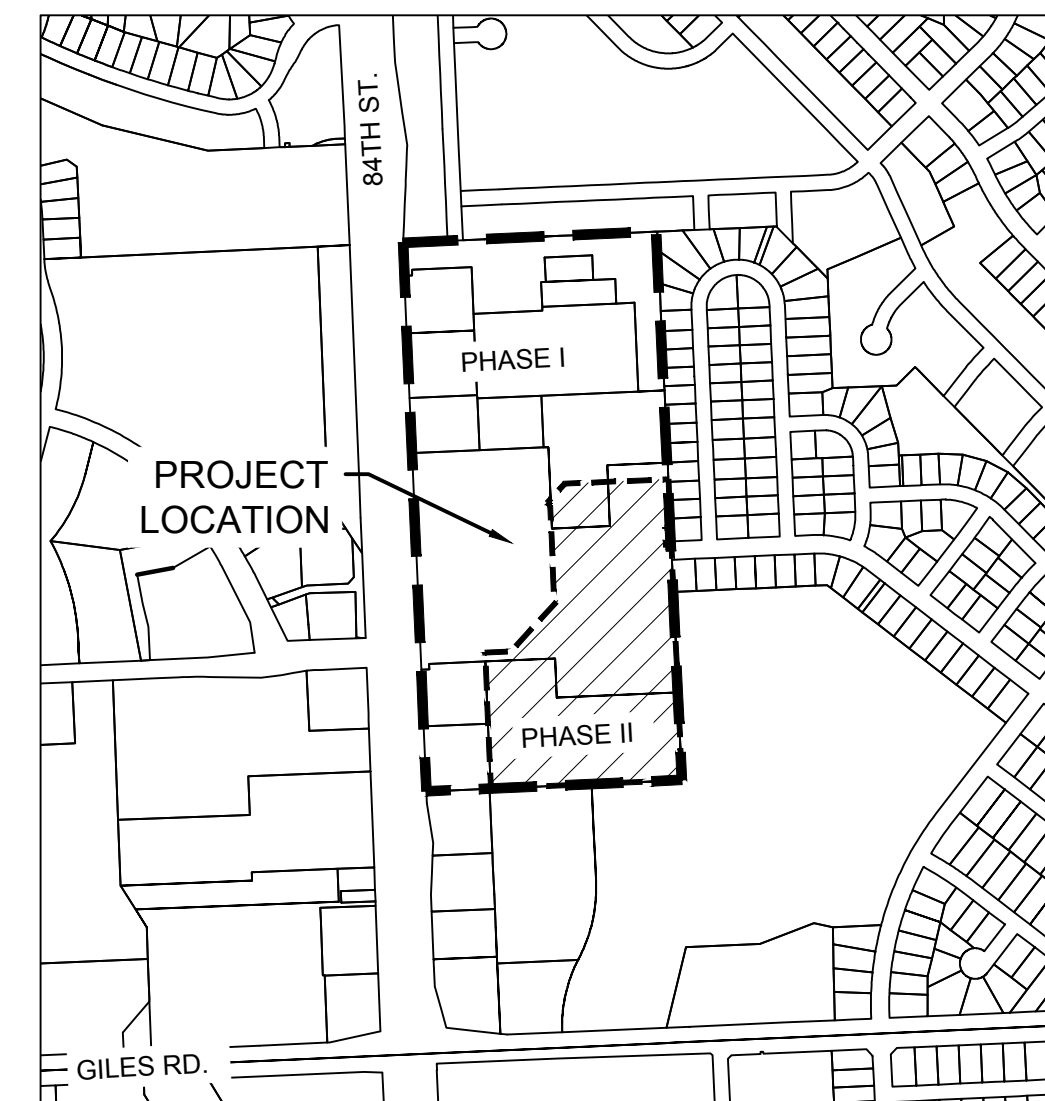 84TH ST.
PHASE I
PROJECT
LOCATION
PHASE II
GILES RD.